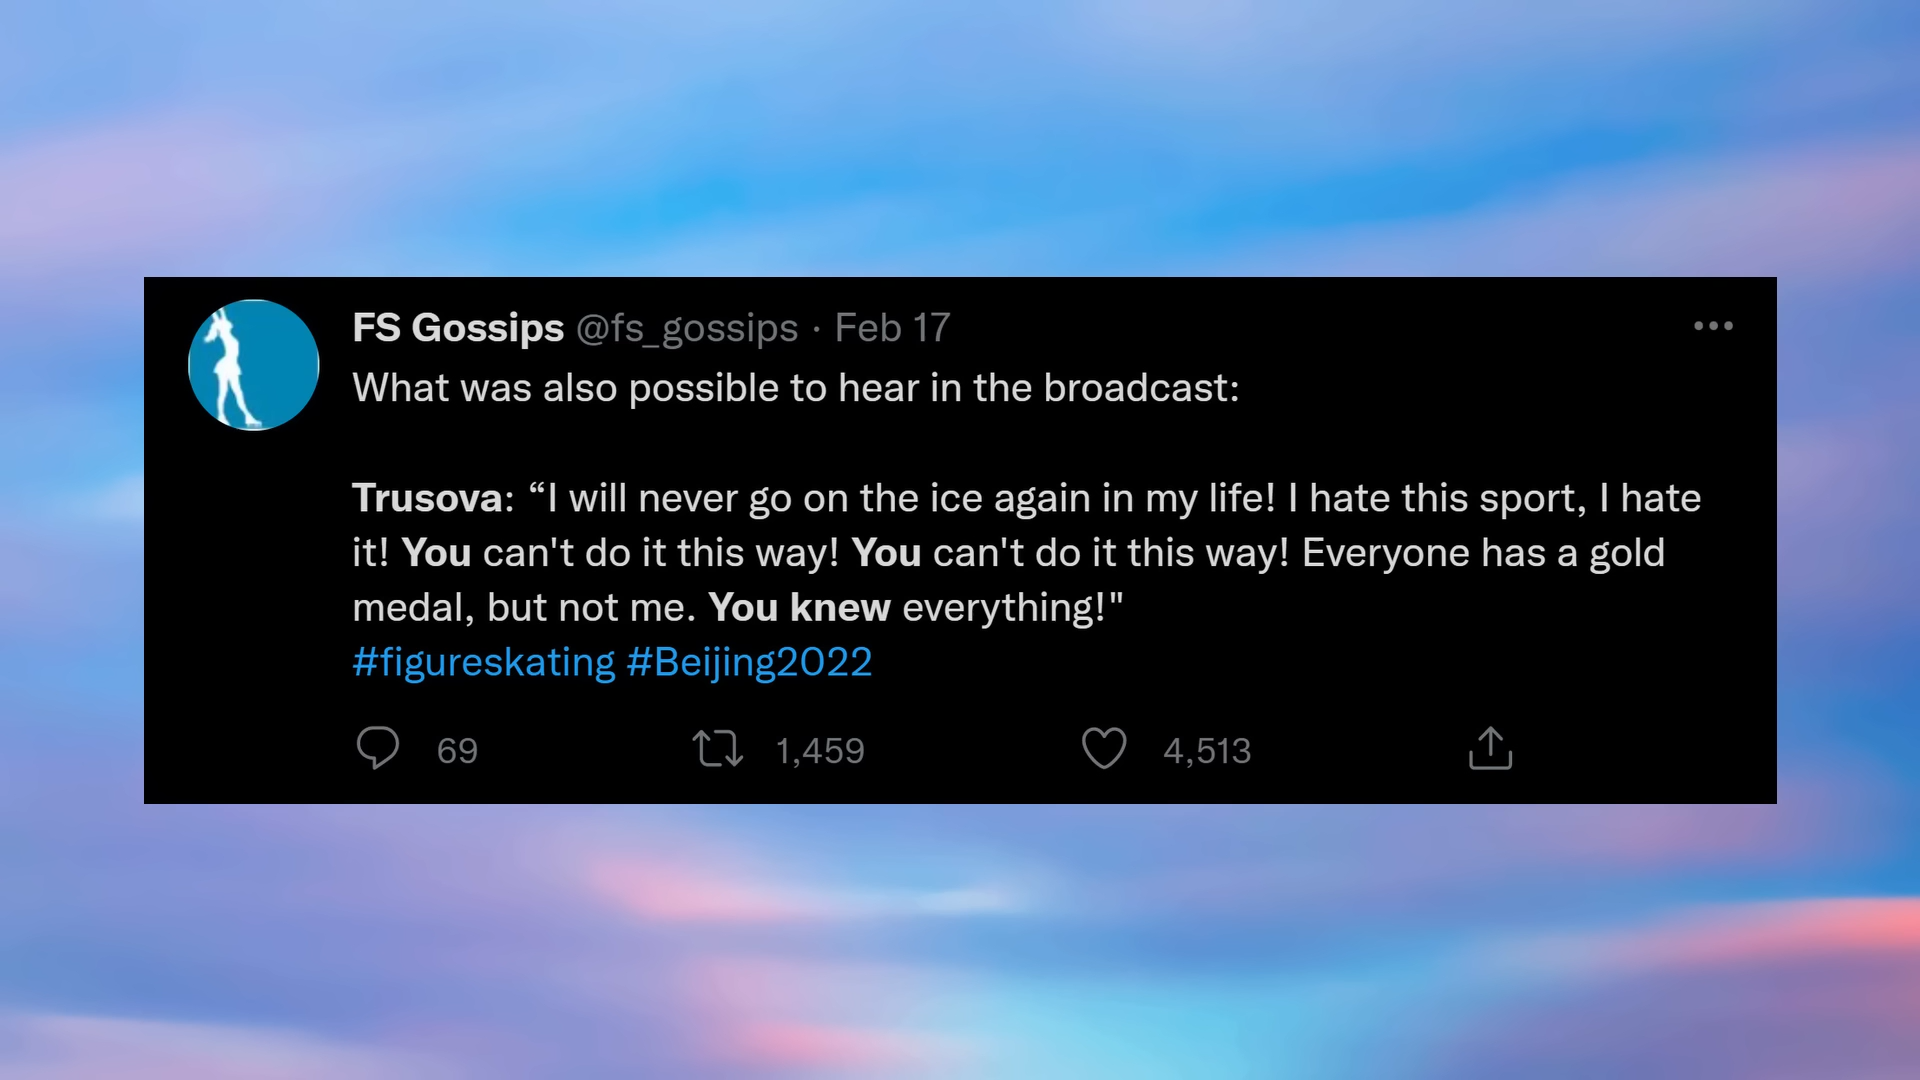 FS Gossips @fs_gossips · Feb 17
What was also possible to hear in the broadcast:
Trusova: “I will never go on the ice again in my life! I hate this sport, I hate
it! You can't do it this way! You can't do it this way! Everyone has a gold
medal, but not me. You knew everything!"
#figureskating #Beijing2022
69 1,459 4,513